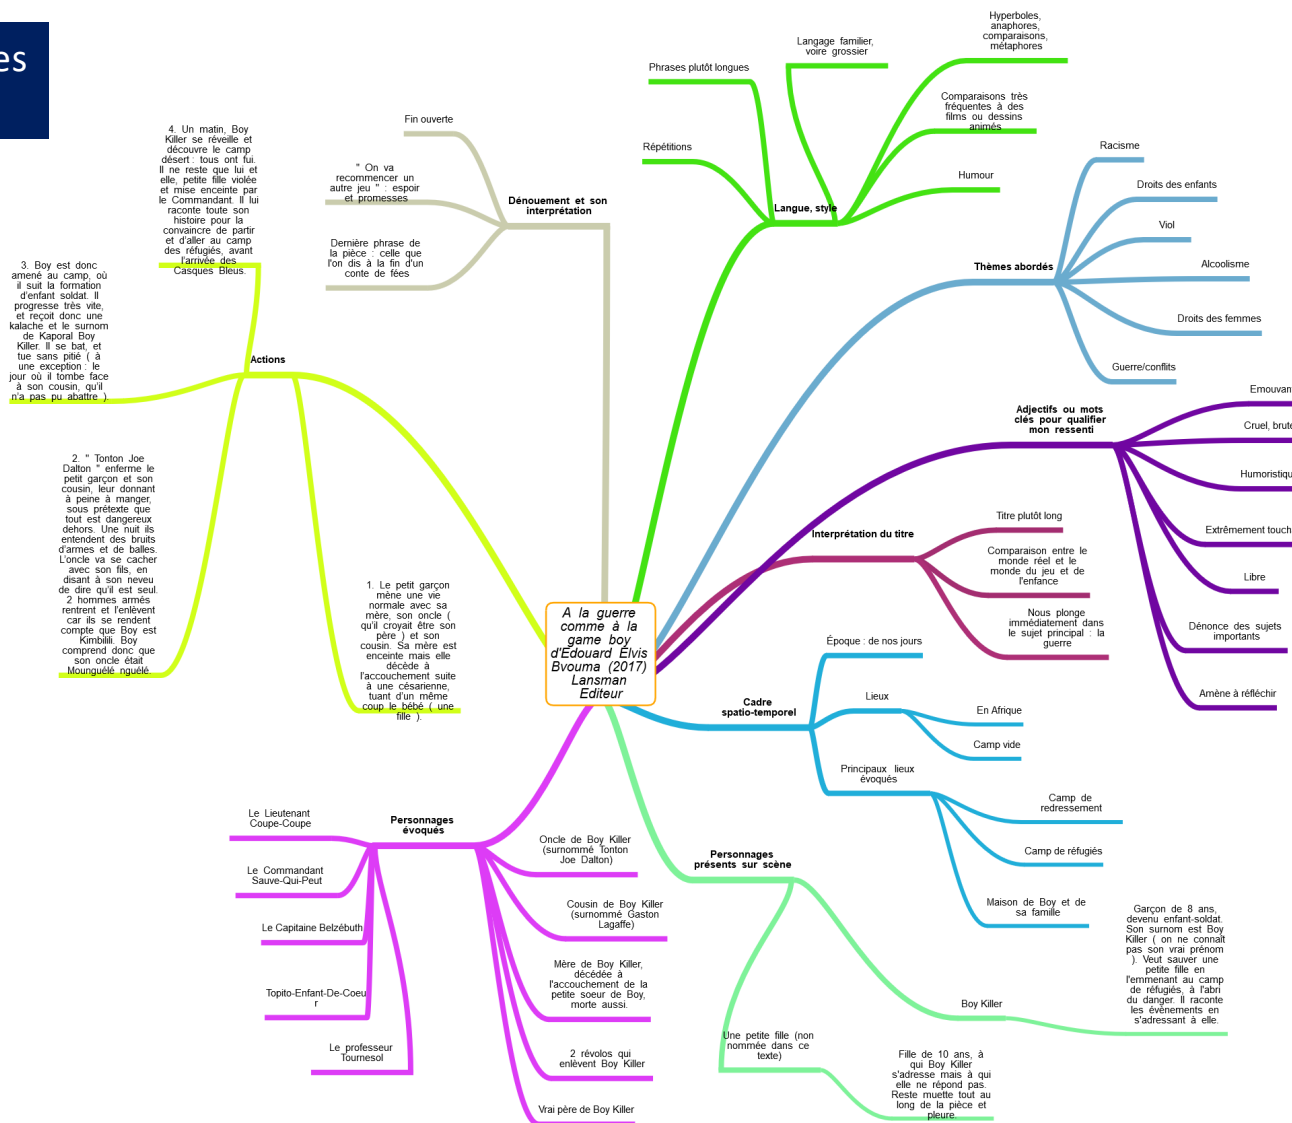 es
4. Un matin, Boy
Killer se réveille et
découvre le camp
désert : tous ont fui.
Il ne reste que lui et
elle, petite fille violée
et mise enceinte par
le Commandant. Il lui
raconte toute son
histoire pour la
convaincre de partir
et d'aller au camp
des réfugiés, avant
l'arrivée des
Casques Bleus.
3. Boy est donc
amené au camp, où
il suit la formation
d'enfant soldat. Il
progresse très vite,
et reçoit donc une
kalache et le surnom
de Kaporal Boy
Killer. Il se bat, et
tue sans pitié ( à
une exception : le
jour où il tombe face
à son cousin, qu'il
n'a pas pu abattre ).
Actions
2. " Tonton Joe
Dalton " enferme le
petit garçon et son
cousin, leur donnant
à peine à manger,
sous prétexte que
tout est dangereux
dehors. Une nuit ils
entendent des bruits
d'armes et de balles.
L'oncle va se cacher
avec son fils, en
disant à son neveu
de dire qu'il est seul.
2 hommes armés
rentrent et l'enlèvent
car ils se rendent
compte que Boy est
Kimbilili. Boy
comprend donc que
son oncle était
Mounguélé nguélé.
1. Le petit garçon
mène une vie
normale avec sa
mère, son oncle (
qu'il croyait être son
père ) et son
cousin. Sa mère est
enceinte mais elle
décède à
l'accouchement suite
à une césarienne,
tuant d'un même
coup le bébé ( une
fille ).
Fin ouverte
" On va
recommencer un
autre jeu " : espoir
et promesses
Dernière phrase de
la pièce : celle que
l'on dis à la fin d'un
conte de fées
Dénouement et son
interprétation
Phrases plutôt longues
Répétitions
Langage familier,
voire grossier
Hyperboles,
anaphores,
comparaisons,
métaphores
Comparaisons très
fréquentes à des
films ou dessins
animés
Humour
Langue, style
Thèmes abordés
Racisme
Droits des enfants
Viol
Alcoolisme
Droits des femmes
Guerre/conflits
Adjectifs ou mots
clés pour qualifier
mon ressenti
Emouvan
Cruel, brute
Humoristiqu
Extrêmement touch
Libre
Dénonce des sujets
importants
Amène à réfléchir
Interprétation du titre
Titre plutôt long
Comparaison entre le
monde réel et le
monde du jeu et de
l'enfance
Nous plonge
immédiatement dans
le sujet principal : la
guerre
A la guerre
comme à la
game boy
d'Edouard Elvis
Bvouma (2017)
Lansman
Editeur
Cadre
spatio-temporel
Époque : de nos jours
Lieux
En Afrique
Camp vide
Principaux lieux
évoqués
Camp de
redressement
Camp de réfugiés
Maison de Boy et de
sa famille
Personnages
évoqués
Le Lieutenant
Coupe-Coupe
Le Commandant
Sauve-Qui-Peut
Le Capitaine Belzébuth
Topito-Enfant-De-Coeu
r
Le professeur
Tournesol
Oncle de Boy Killer
(surnommé Tonton
Joe Dalton)
Cousin de Boy Killer
(surnommé Gaston
Lagaffe)
Mère de Boy Killer,
décédée à
l'accouchement de la
petite soeur de Boy,
morte aussi.
2 révolos qui
enlèvent Boy Killer
Vrai père de Boy Killer
Personnages
présents sur scène
Boy Killer
Garçon de 8 ans,
devenu enfant-soldat.
Son surnom est Boy
Killer ( on ne connaît
pas son vrai prénom
). Veut sauver une
petite fille en
l'emmenant au camp
de réfugiés, à l'abri
du danger. Il raconte
les évènements en
s'adressant à elle.
Une petite fille (non
nommée dans ce
texte)
Fille de 10 ans, à
qui Boy Killer
s'adresse mais à qui
elle ne répond pas.
Reste muette tout au
long de la pièce et
pleure.